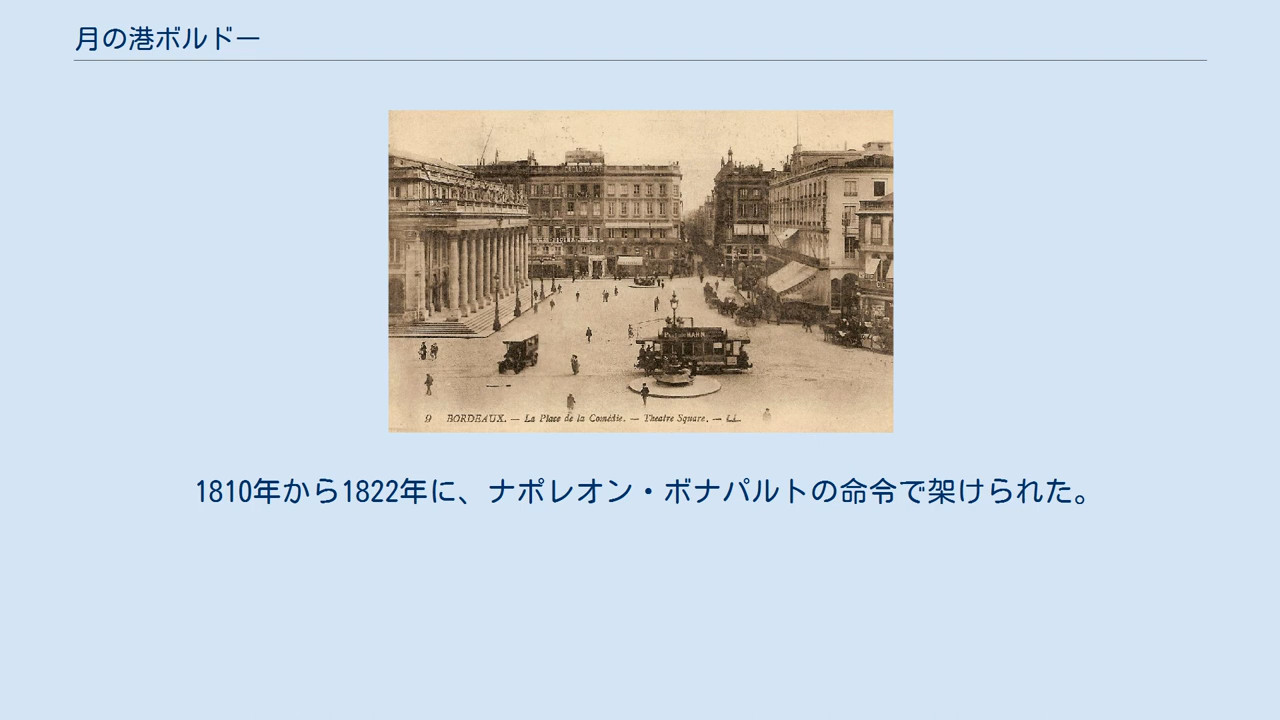 月の港ボルドー
9 BORDEAUX. — La Place de la Comédie. — Theatre Square. — LL.
1810年から1822年に、ナポレオン・ボナパルトの命令で架けられた。